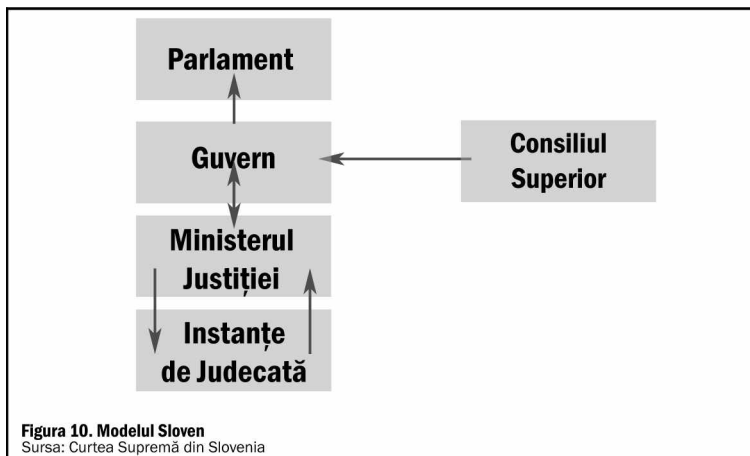 Parlament
Guvern
Consiliul
Superior
Ministerul
Justiției
Instanțe
de Judecată
Figura 10. Modelul Sloven
Sursa: Curtea Supremă din Slovenia